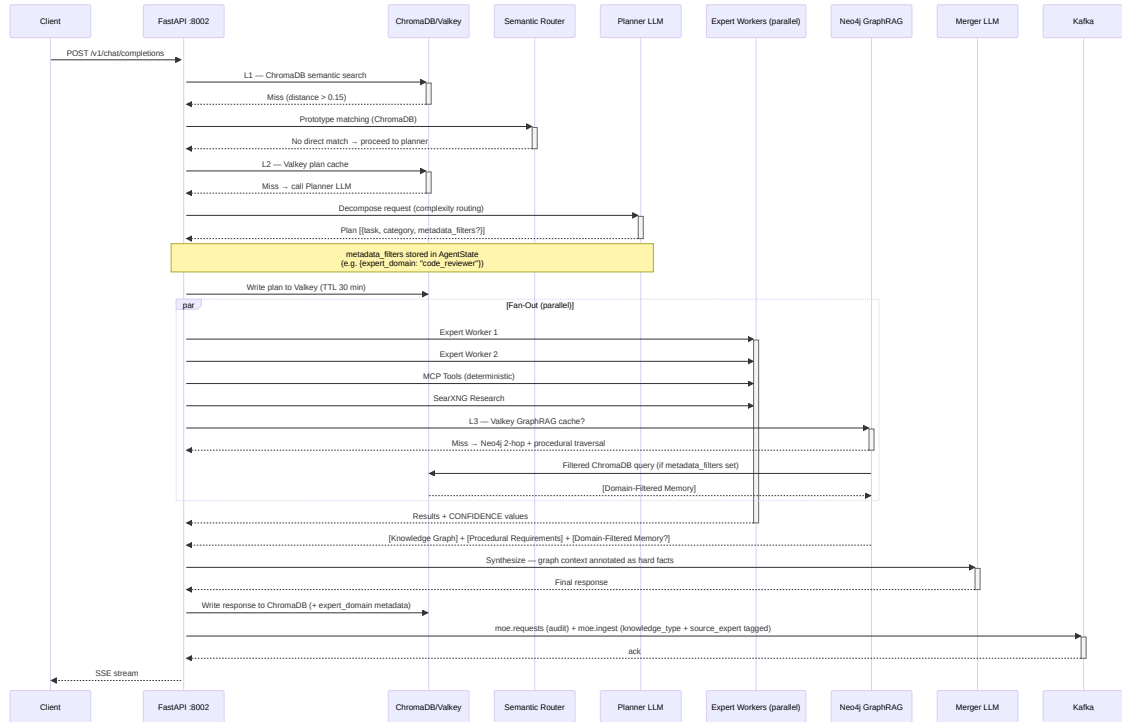 Client
FastAPI :8002
ChromaDB/Valkey
Semantic Router
Planner LLM
Expert Workers (parallel)
Neo4j GraphRAG
Merger LLM
Kafka
POST /v1/chat/completions
L1 — ChromaDB semantic search
Miss (distance > 0.15)
Prototype matching (ChromaDB)
No direct match → proceed to planner
L2 — Valkey plan cache
Miss → call Planner LLM
Decompose request (complexity routing)
Plan [{task, category, metadata_filters?}]
metadata_filters stored in AgentState
(e.g. {expert_domain: "code_reviewer"})
Write plan to Valkey (TTL 30 min)
par
[Fan-Out (parallel)]
Expert Worker 1
Expert Worker 2
MCP Tools (deterministic)
SearXNG Research
L3 — Valkey GraphRAG cache?
Miss → Neo4j 2-hop + procedural traversal
Filtered ChromaDB query (if metadata_filters set)
[Domain-Filtered Memory]
Results + CONFIDENCE values
[Knowledge Graph] + [Procedural Requirements] + [Domain-Filtered Memory?]
Synthesize — graph context annotated as hard facts
Final response
Write response to ChromaDB (+ expert_domain metadata)
moe.requests (audit) + moe.ingest (knowledge_type + source_expert tagged)
ack
SSE stream
Client
FastAPI :8002
ChromaDB/Valkey
Semantic Router
Planner LLM
Expert Workers (parallel)
Neo4j GraphRAG
Merger LLM
Kafka